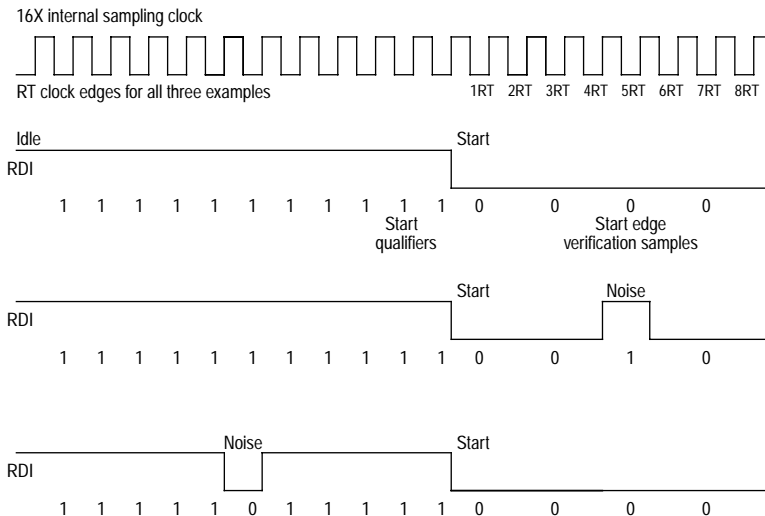 16X internal sampling clock
RT clock edges for all three examples
1RT 2RT 3RT 4RT 5RT 6RT 7RT 8RT
Idle
Start
RDI
1 1 1 1 1 1 1 1 1 1 1 0 0 0 0
Start
qualifiers
Start edge
verification samples
Start
Noise
RDI
1 1 1 1 1 1 1 1 1 1 1 0 0 1 0
Noise
Start
RDI
1 1 1 1 1 0 1 1 1 1 1 0 0 0 0